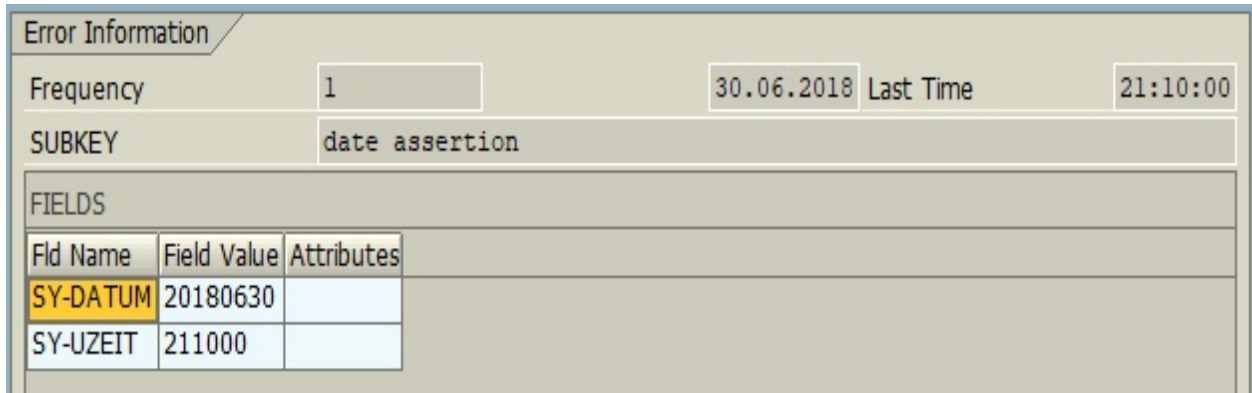 Error Information
Frequency 1 30.06.2018 Last Time 21:10:00
SUBKEY date assertion
FIELDS
Fld Name Field Value Attributes
SY-DATUM 20180630
SY-UZEIT 211000